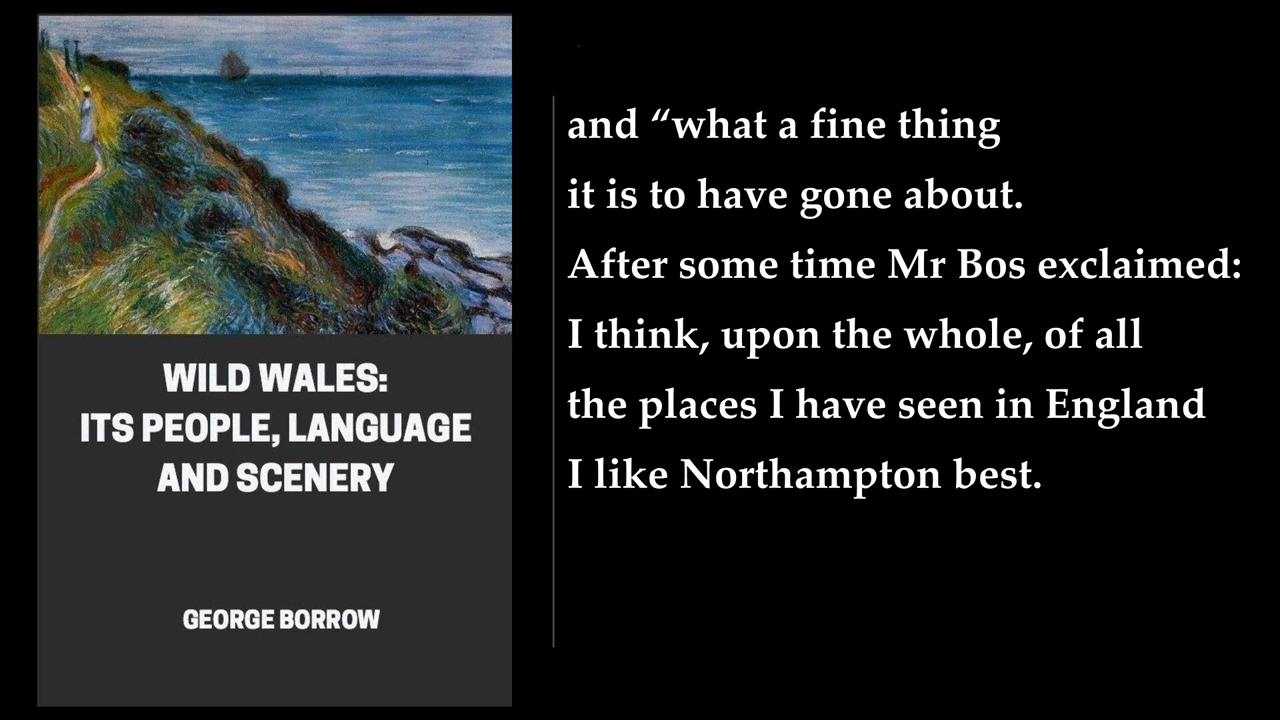 WILD WALES:
ITS PEOPLE, LANGUAGE
AND SCENERY
GEORGE BORROW
and “what a fine thing
it is to have gone about.
After some time Mr Bos exclaimed:
I think, upon the whole, of all
the places I have seen in England
I like Northampton best.